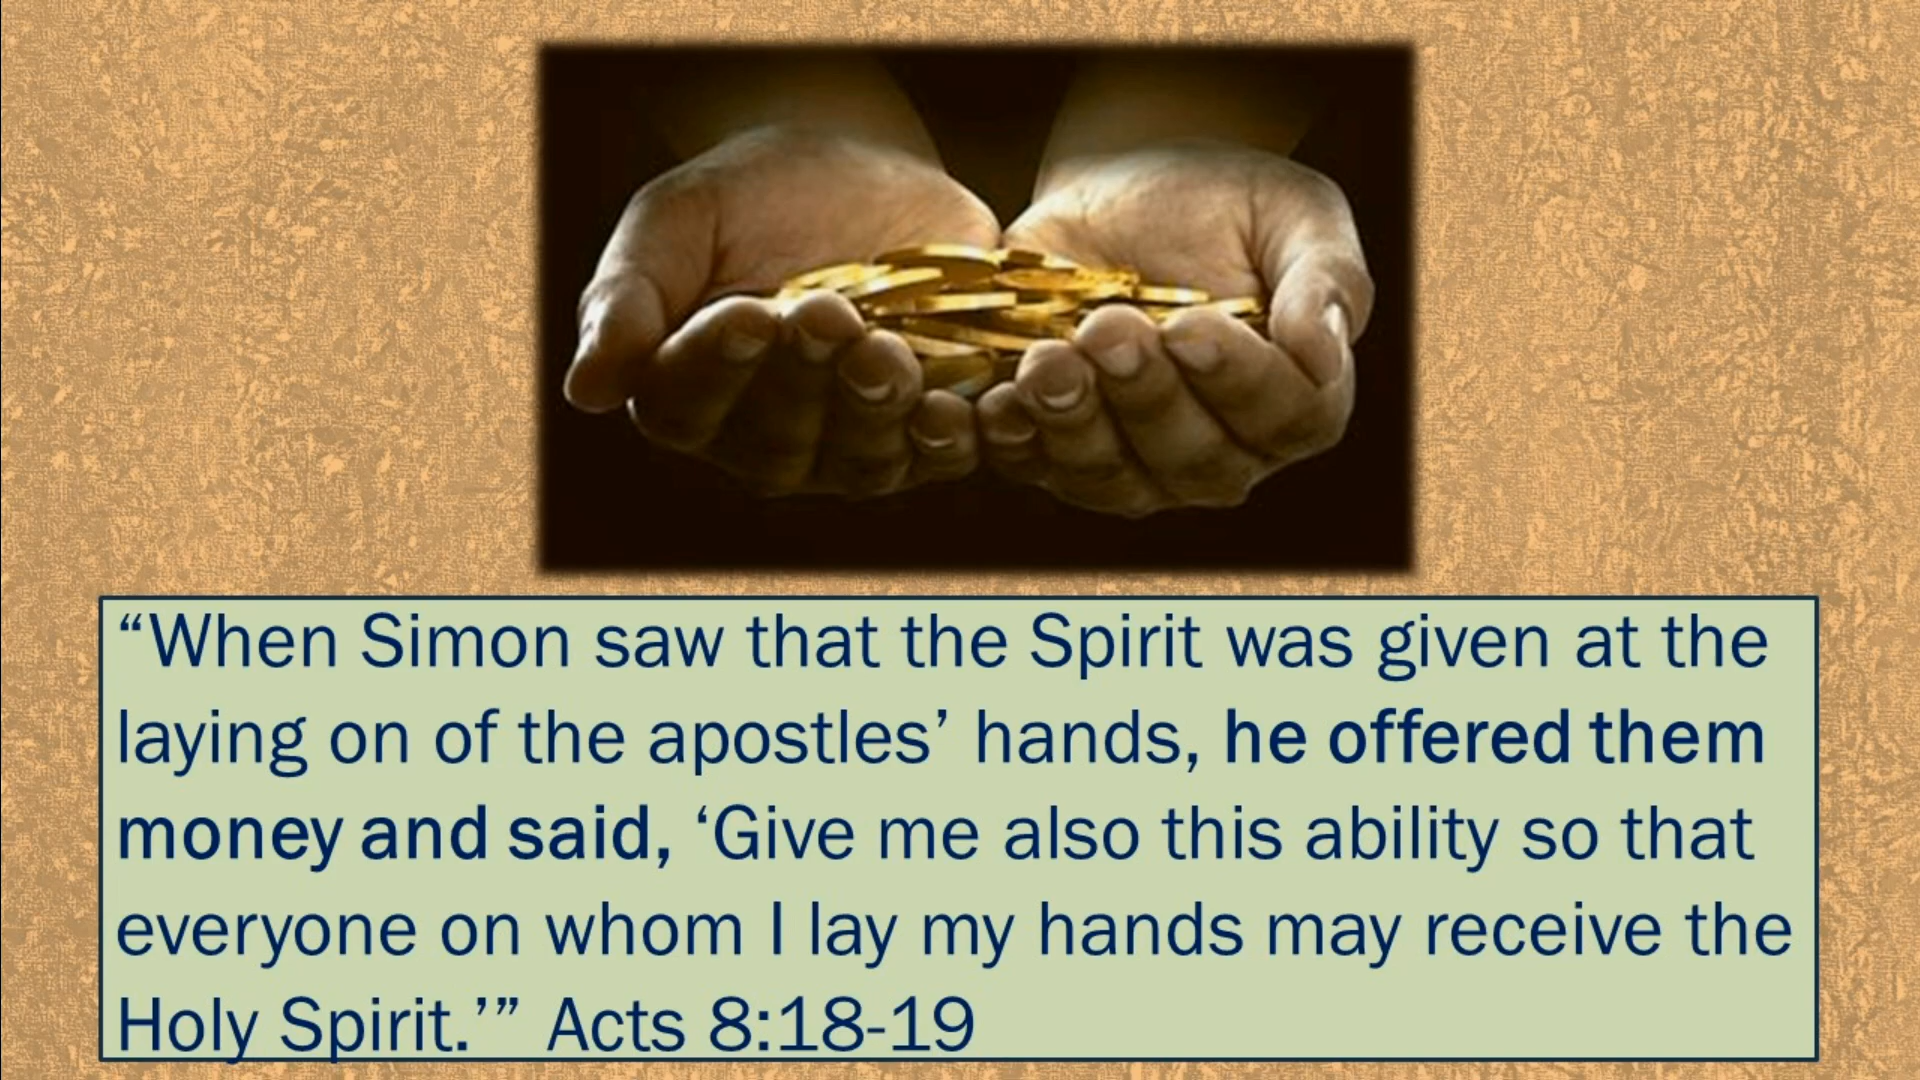 “When Simon saw that the Spirit was given at the
laying on of the apostles’ hands, he offered them
money and said, ‘Give me also this ability so that
everyone on whom I lay my hands may receive the
Holy Spirit.’” Acts 8:18-19